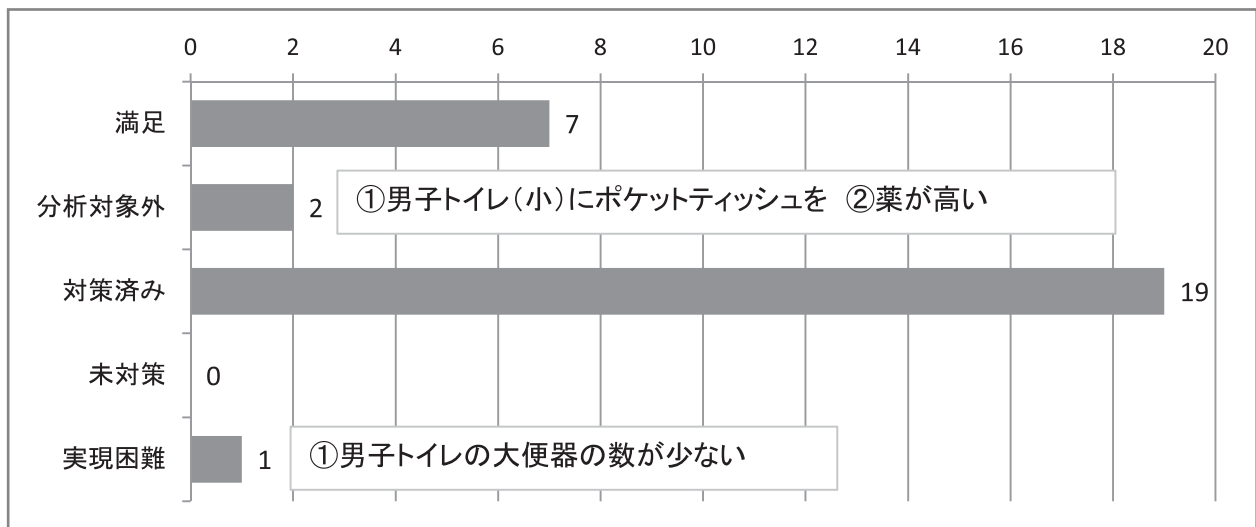 0 2 4 6 8 10 12 14 16 18 20
満足 7
分析対象外 2 ①男子トイレ(小)にポケットティッシュを ②薬が高い
対策済み 19
未対策 0
実現困難 1 ①男子トイレの大便器の数が少ない